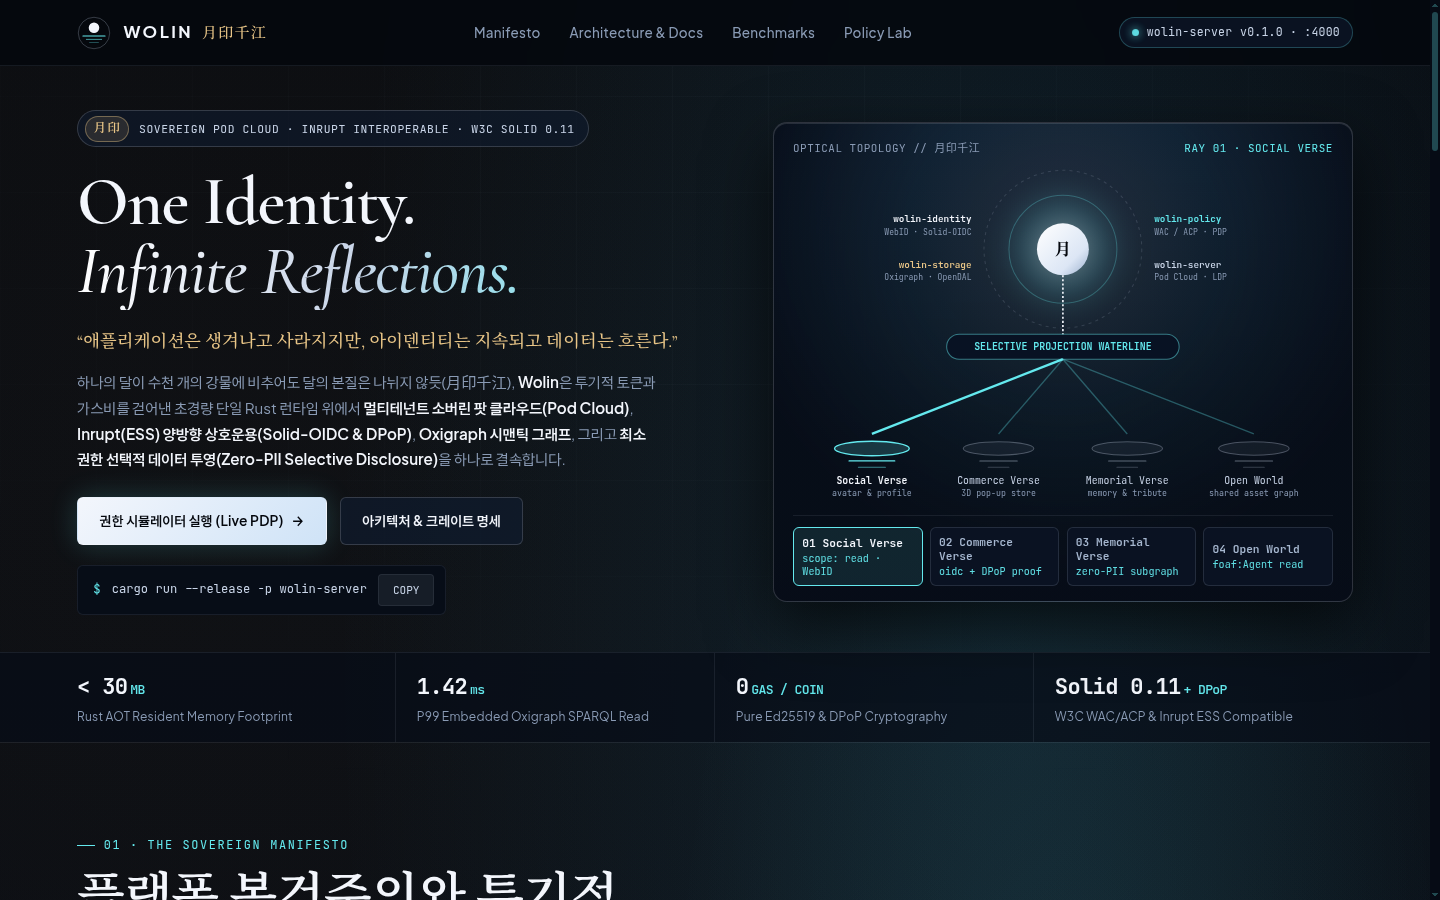 WOLIN 月印千江
Manifesto
Architecture & Docs
Benchmarks
Policy Lab
wolin-server v0.1.0 · :4000
月印 SOVEREIGN POD CLOUD · INRUPT INTEROPERABLE · W3C SOLID 0.11
One Identity.
Infinite Reflections.
“애플리케이션은 생겨나고 사라지지만, 아이덴티티는 지속되고 데이터는 흐른다.”
하나의 달이 수천 개의 강물에 비추어도 달의 본질은 나뉘지 않듯(月印千江), Wolin은 투기적 토큰과
가스비를 걷어낸 초경량 단일 Rust 런타임 위에서 멀티테넌트 소버린 팟 클라우드(Pod Cloud),
Inrupt(ESS) 양방향 상호운용(Solid-OIDC & DPoP), Oxigraph 시맨틱 그래프, 그리고 최소
권한 선택적 데이터 투영(Zero-PII Selective Disclosure)을 하나로 결속합니다.
권한 시뮬레이터 실행 (Live PDP) →
아키텍처 & 크레이트 명세
$ cargo run --release -p wolin-server
COPY
OPTICAL TOPOLOGY // 月印千江
RAY 01 · SOCIAL VERSE
wolin-identity
WebID · Solid-OIDC
wolin-storage
Oxigraph · OpenDAL
月
wolin-policy
WAC / ACP · PDP
wolin-server
Pod Cloud · LDP
SELECTIVE PROJECTION WATERLINE
Social Verse
avatar & profile
Commerce Verse
3D pop-up store
Memorial Verse
memory & tribute
Open World
shared asset graph
01 Social Verse
scope: read ·
WebID
02 Commerce
Verse
oidc + DPoP proof
03 Memorial
Verse
zero-PII subgraph
04 Open World
foaf:Agent read
< 30 MB
Rust AOT Resident Memory Footprint
1.42 ms
P99 Embedded Oxigraph SPARQL Read
0 GAS / COIN
Pure Ed25519 & DPoP Cryptography
Solid 0.11 + DPoP
W3C WAC/ACP & Inrupt ESS Compatible
01 · THE SOVEREIGN MANIFESTO
플랫폼 봉건주의와 투기적